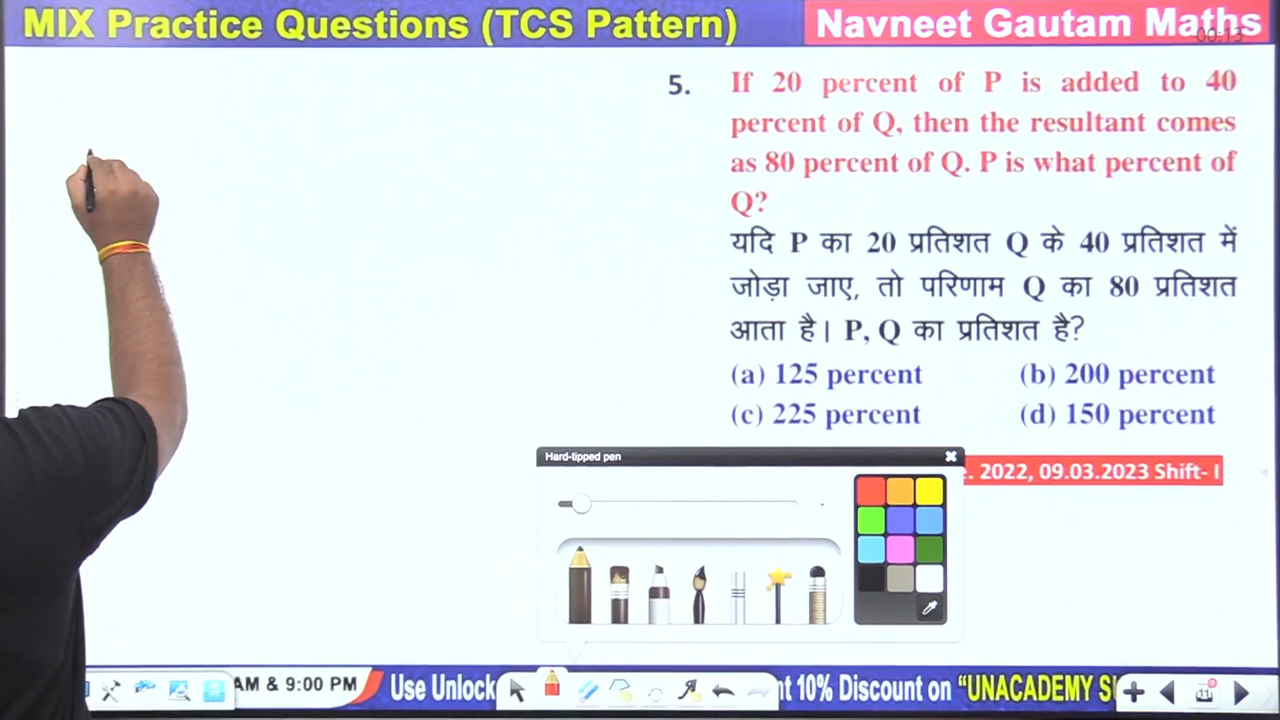 MIX Practice Questions (TCS Pattern)
Navneet Gautam Maths
00:13
5. If 20 percent of P is added to 40
percent of Q, then the resultant comes
as 80 percent of Q. P is what percent of
Q?
यदि P का 20 प्रतिशत Q के 40 प्रतिशत में
जोड़ा जाए, तो परिणाम Q का 80 प्रतिशत
आता है। P, Q का प्रतिशत है?
(a) 125 percent (b) 200 percent
(c) 225 percent (d) 150 percent
Hard-tipped pen
. 2022, 09.03.2023 Shift- I
AM & 9:00 PM
Use Unlock
nt 10% Discount on “UNACADEMY S
11